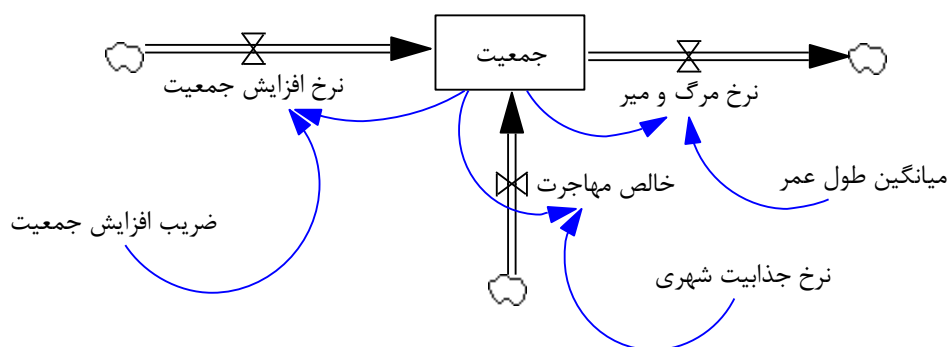 جمعیت
نرخ افزایش جمعیت
نرخ مرگ و میر
خالص مهاجرت
میانگین طول عمر
ضریب افزایش جمعیت
نرخ جذابیت شهری